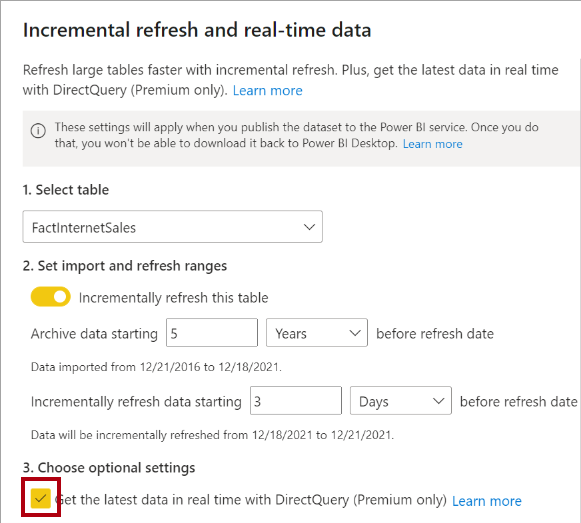 Incremental refresh and real-time data
Refresh large tables faster with incremental refresh. Plus, get the latest data in real time
with DirectQuery (Premium only). Learn more
These settings will apply when you publish the dataset to the Power BI service. Once you do
that, you won't be able to download it back to Power BI Desktop. Learn more
1. Select table
FactInternetSales
2. Set import and refresh ranges
Incrementally refresh this table
Archive data starting 5 Years before refresh date
Data imported from 12/21/2016 to 12/18/2021.
Incrementally refresh data starting 3 Days before refresh date
Data will be incrementally refreshed from 12/18/2021 to 12/21/2021.
3. Choose optional settings
Get the latest data in real time with DirectQuery (Premium only) Learn more